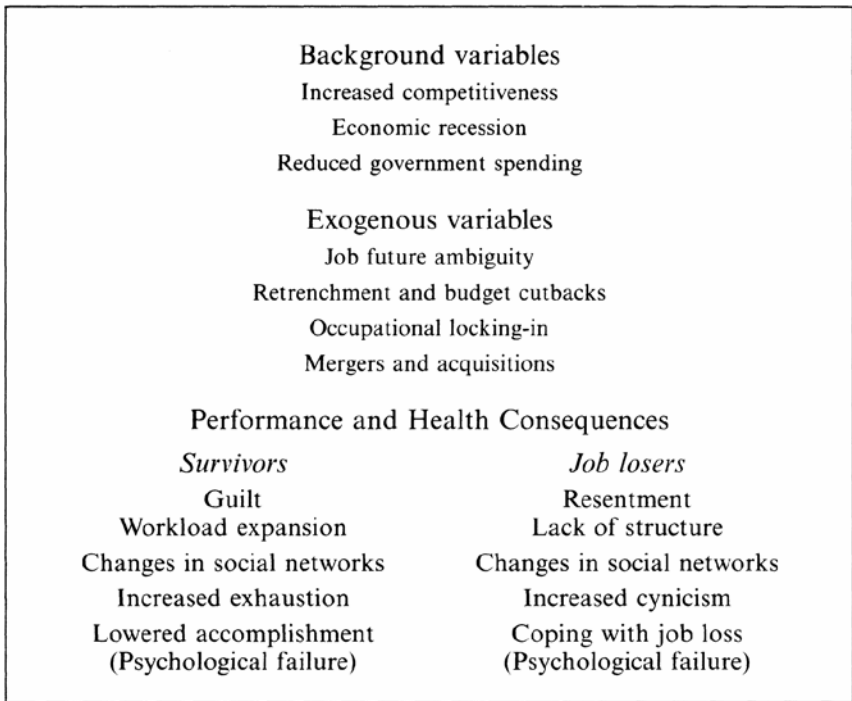 Background variables
Increased competitiveness
Economic recession
Reduced government spending
Exogenous variables
Job future ambiguity
Retrenchment and budget cutbacks
Occupational locking-in
Mergers and acquisitions
Performance and Health Consequences
Survivors
Guilt
Workload expansion
Changes in social networks
Increased exhaustion
Lowered accomplishment
(Psychological failure)
Job losers
Resentment
Lack of structure
Changes in social networks
Increased cynicism
Coping with job loss
(Psychological failure)